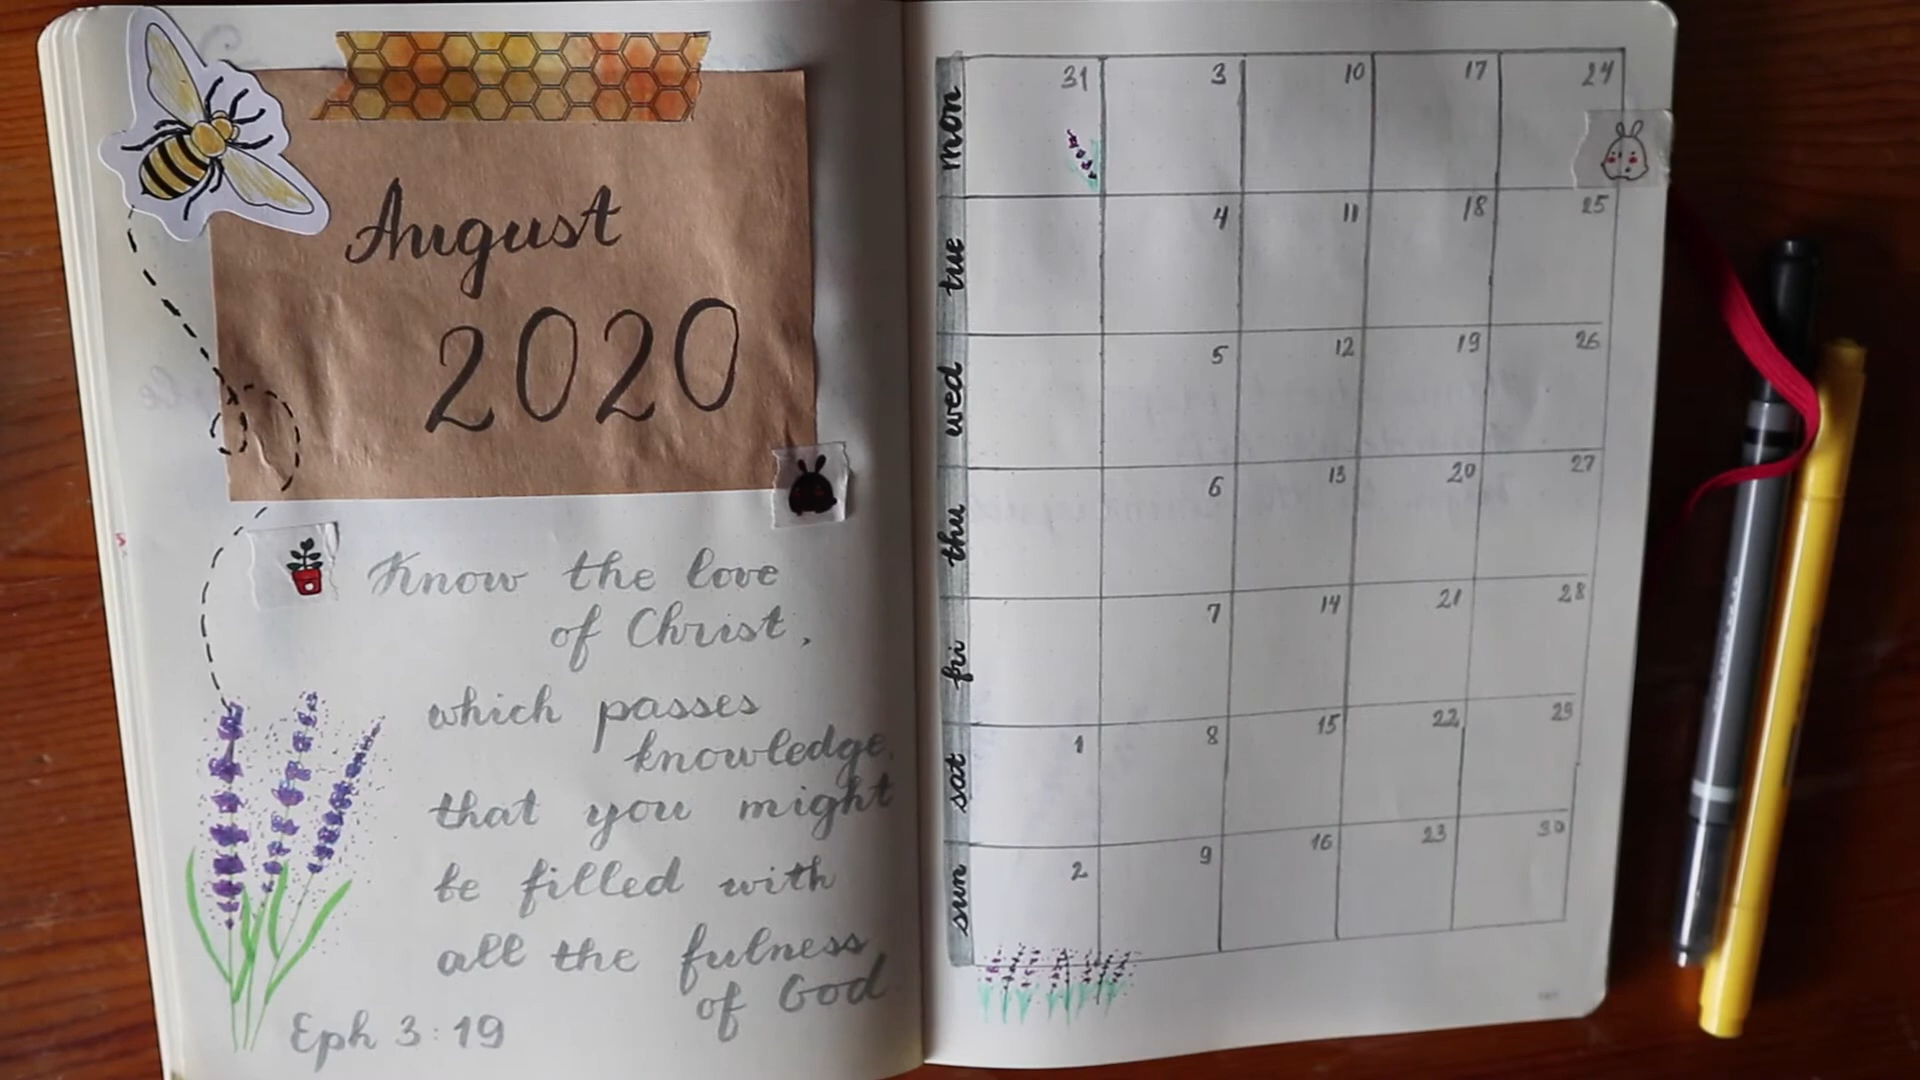 August
2020
Know the love
of Christ,
which passes
knowledge,
that you might
be filled with
all the fulness
of God
Eph 3:19
mon 31 3 10 17 24
tue 4 11 18 25
wed 5 12 19 26
thu 6 13 20 27
fri 7 14 21 28
sat 1 8 15 22 29
sun 2 9 16 23 30